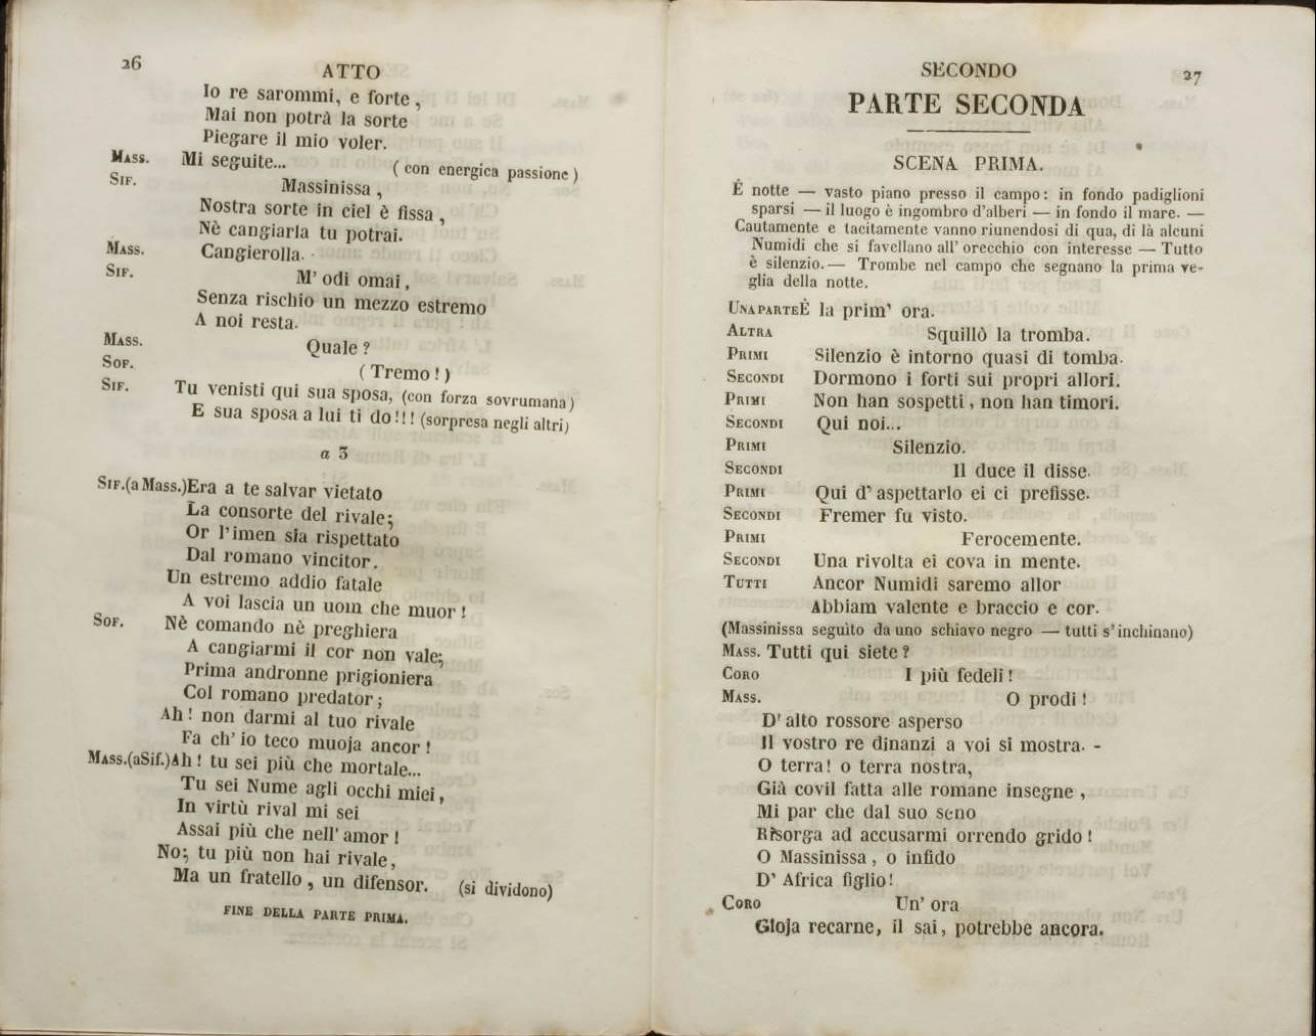 26
ATTO
Io re sarommi, e forte,
Mai non potrà la sorte
Piegare il mio voler.
MASS. Mi seguite... (con energica passione)
SIF. Massinissa,
Nostra sorte in ciel è fissa,
Nè cangiarla tu potrai.
MASS. Cangierolla.
SIF. M' odi omai,
Senza rischio un mezzo estremo
A noi resta.
MASS. Quale?
SOF. (Tremo!)
SIF. Tu venisti qui sua sposa, (con forza sovrumana)
E sua sposa a lui ti do!!! (sorpresa negli altri)
a 3
SIF.(a Mass.)Era a te salvar vietato
La consorte del rivale;
Or l'imen sia rispettato
Dal romano vincitor.
Un estremo addio fatale
A voi lascia un uom che muor!
SOF. Nè comando nè preghiera
A cangiarmi il cor non vale;
Prima andronne prigioniera
Col romano predator;
Ah! non darmi al tuo rivale
Fa ch' io teco muoja ancor!
MASS.(aSif.)Ah! tu sei più che mortale...
Tu sei Nume agli occhi miei,
In virtù rival mi sei
Assai più che nell' amor!
No; tu più non hai rivale,
Ma un fratello, un difensor. (si dividono)
FINE DELLA PARTE PRIMA.
SECONDO
27
PARTE SECONDA
SCENA PRIMA.
È notte — vasto piano presso il campo: in fondo padiglioni
sparsi — il luogo è ingombro d'alberi — in fondo il mare. —
Cautamente e tacitamente vanno riunendosi di qua, di là alcuni
Numidi che si favellano all' orecchio con interesse — Tutto
è silenzio. — Trombe nel campo che segnano la prima ve-
glia della notte.
UNA PARTE È la prim' ora.
ALTRA Squillò la tromba.
PRIMI Silenzio è intorno quasi di tomba.
SECONDI Dormono i forti sui propri allori.
PRIMI Non han sospetti, non han timori.
SECONDI Qui noi...
PRIMI Silenzio.
SECONDI Il duce il disse.
PRIMI Qui d' aspettarlo ei ci prefisse.
SECONDI Fremer fu visto.
PRIMI Ferocemente.
SECONDI Una rivolta ei cova in mente.
TUTTI Ancor Numidi saremo allor
Abbiam valente e braccio e cor.
(Massinissa seguìto da uno schiavo negro — tutti s' inchinano)
MASS. Tutti qui siete?
CORO I più fedeli!
MASS. O prodi!
D' alto rossore asperso
Il vostro re dinanzi a voi si mostra. -
O terra! o terra nostra,
Già covil fatta alle romane insegne,
Mi par che dal suo seno
Risorga ad accusarmi orrendo grido!
O Massinissa, o infido
D' Africa figlio!
CORO Un' ora
Gioja recarne, il sai, potrebbe ancora.